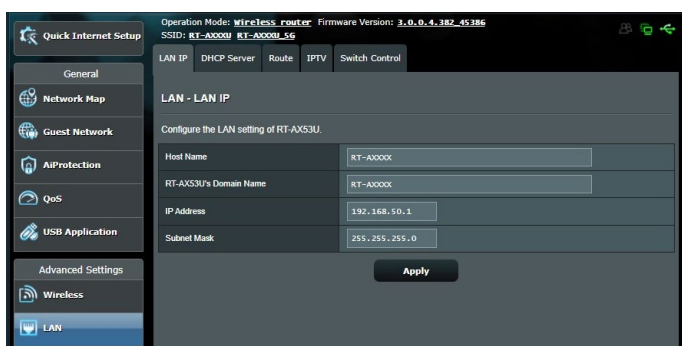 Quick Internet Setup
General
Network Map
Guest Network
AiProtection
QoS
USB Application
Advanced Settings
Wireless
LAN
Operation Mode: Wireless router Firmware Version: 3.0.0.4.382_45386
SSID: RT-AXXXU RT-AXXXU_5G
LAN IP DHCP Server Route IPTV Switch Control
LAN - LAN IP
Configure the LAN setting of RT-AX53U.
Host Name RT-AXXXX
RT-AX53U's Domain Name RT-AXXXX
IP Address 192.168.50.1
Subnet Mask 255.255.255.0
Apply